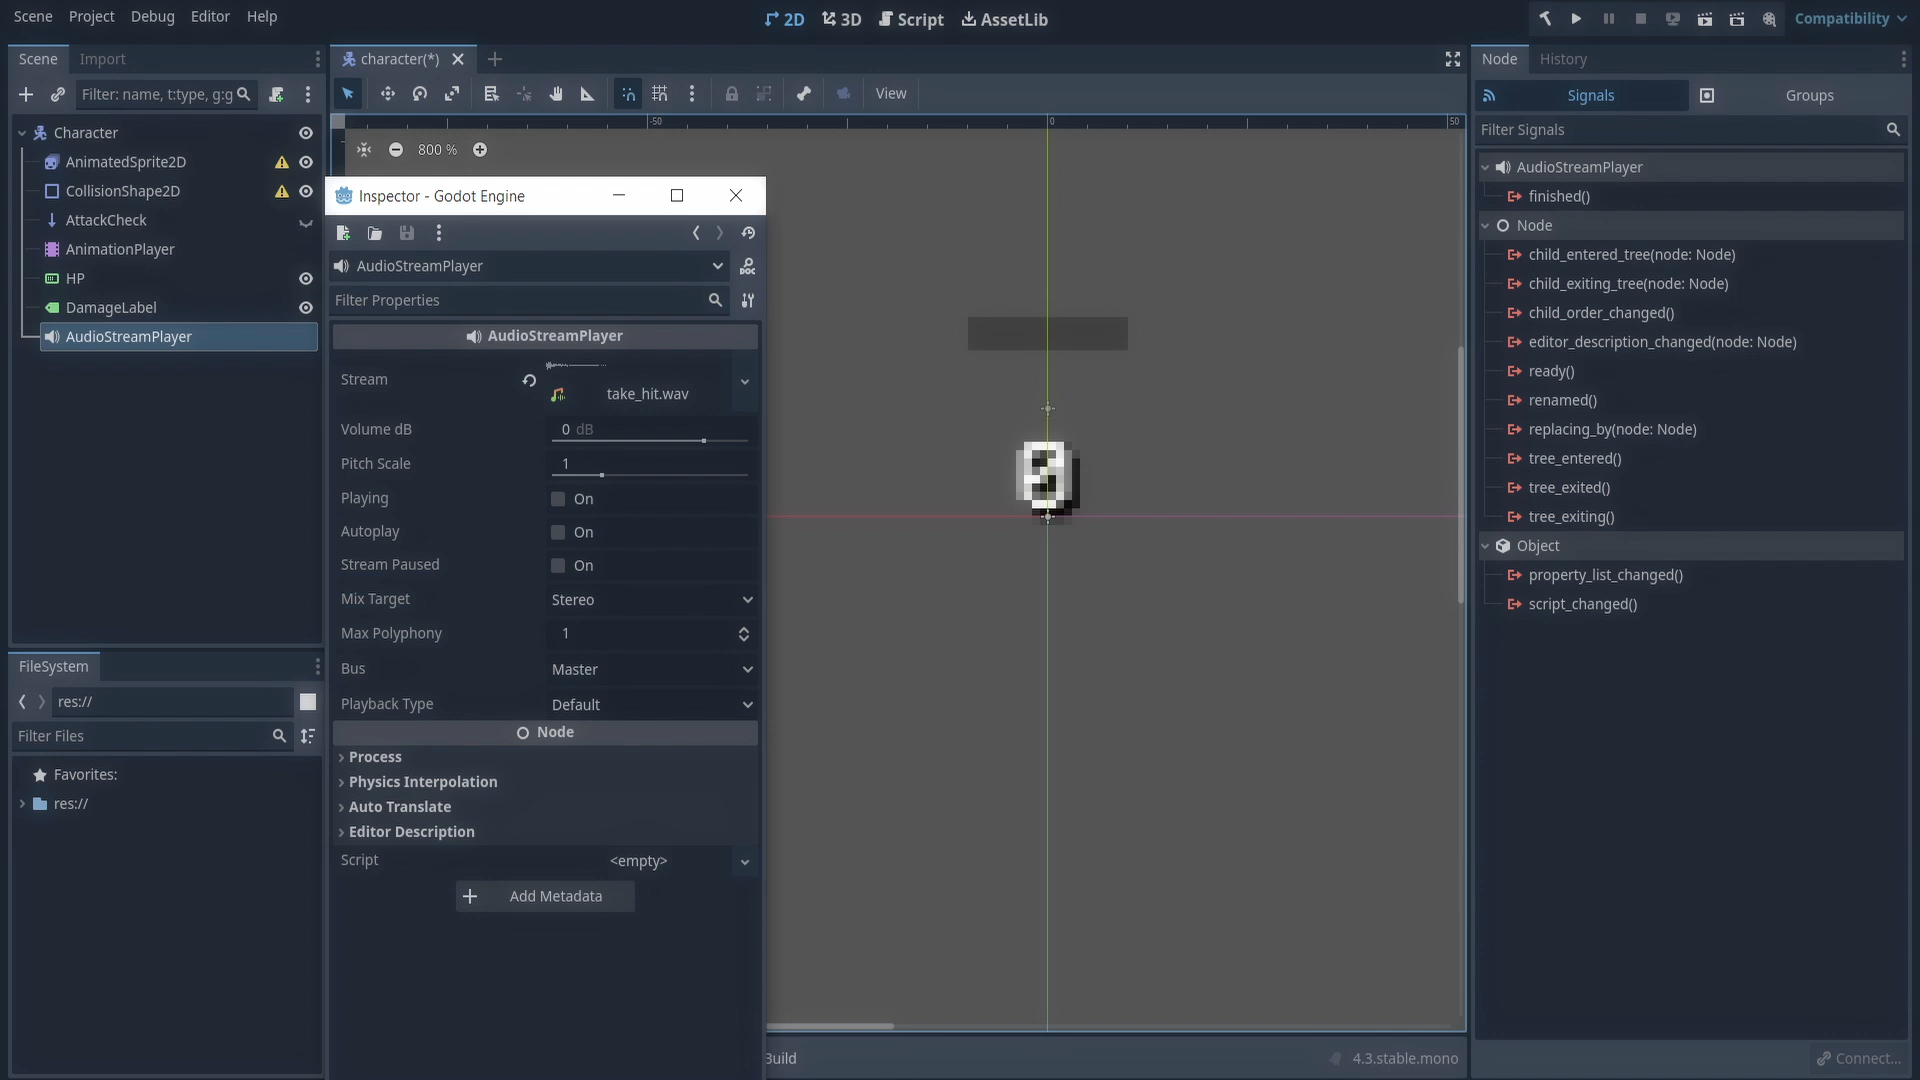 Scene Project Debug Editor Help
2D 3D Script AssetLib
Compatibility
Scene Import
Filter: name, t:type, g:g
Character
AnimatedSprite2D
CollisionShape2D
AttackCheck
AnimationPlayer
HP
DamageLabel
AudioStreamPlayer
FileSystem
res://
Filter Files
Favorites:
res://
character(*)
View
-50 0 50
800 %
Inspector - Godot Engine
AudioStreamPlayer
DOC
Filter Properties
AudioStreamPlayer
Stream
take_hit.wav
Volume dB 0 dB
Pitch Scale 1
Playing On
Autoplay On
Stream Paused On
Mix Target Stereo
Max Polyphony 1
Bus Master
Playback Type Default
Node
Process
Physics Interpolation
Auto Translate
Editor Description
Script <empty>
Add Metadata
3
Build
4.3.stable.mono
Node History
Signals Groups
Filter Signals
AudioStreamPlayer
finished()
Node
child_entered_tree(node: Node)
child_exiting_tree(node: Node)
child_order_changed()
editor_description_changed(node: Node)
ready()
renamed()
replacing_by(node: Node)
tree_entered()
tree_exited()
tree_exiting()
Object
property_list_changed()
script_changed()
Connect...